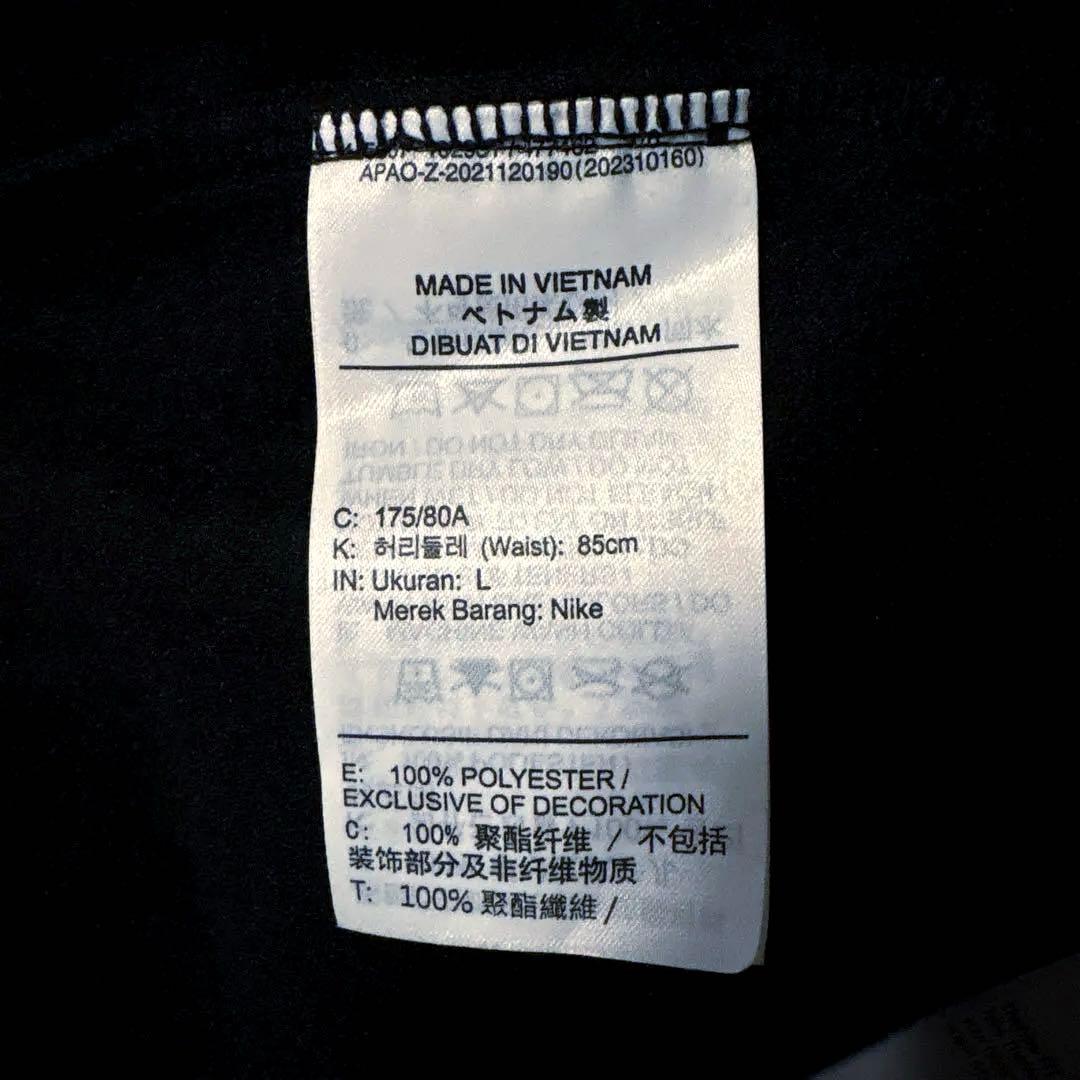 APAO-Z-2021120190(202310160)
MADE IN VIETNAM
ベトナム製
DIBUAT DI VIETNAM
C: 175/80A
K: 허리둘레 (Waist): 85cm
IN: Ukuran: L
Merek Barang: Nike
E: 100% POLYESTER /
EXCLUSIVE OF DECORATION
C: 100% 聚酯纤维 / 不包括
装饰部分及非纤维物质
T: 100% 聚酯纖維 /